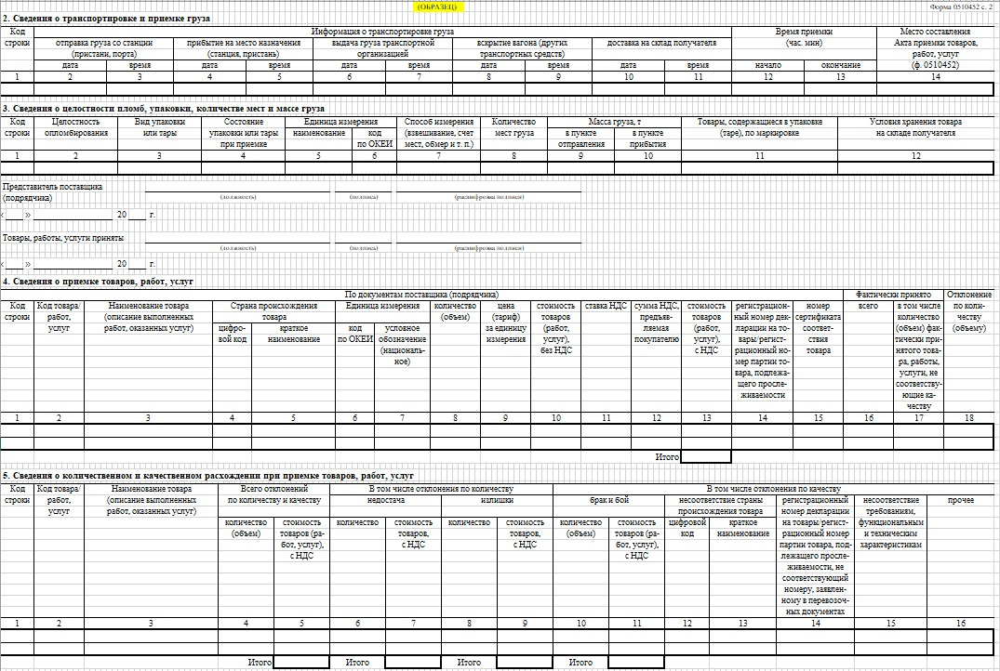 (ОБРАЗЕЦ)
Форма 0510452 с. 2
2. Сведения о транспортировке и приемке груза
Код строки
Информация о транспортировке груза
Время приемки (час. мин)
Место составления Акта приемки товаров, работ, услуг (ф. 0510452)
отправка груза со станции (пристани, порта)
прибытие на место назначения (станция, пристань)
выдача груза транспортной организацией
вскрытие вагона (других транспортных средств)
доставка на склад получателя
дата время дата время дата время дата время дата время начало окончание
1 2 3 4 5 6 7 8 9 10 11 12 13 14
3. Сведения о целостности пломб, упаковки, количестве мест и массе груза
Код строки
Целостность опломбирования
Вид упаковки или тары
Состояние упаковки или тары при приемке
Единица измерения
наименование
код по ОКЕИ
Способ измерения (взвешивание, счет мест, обмер и т. п.)
Количество мест груза
Масса груза, т
в пункте отправления
в пункте прибытия
Товары, содержащиеся в упаковке (таре), по маркировке
Условия хранения товара на складе получателя
1 2 3 4 5 6 7 8 9 10 11 12
Представитель поставщика
(подрядчика)
(должность) (подпись) (расшифровка подписи)
« ___ » ___ 20 ___ г.
Товары, работы, услуги приняты
(должность) (подпись) (расшифровка подписи)
« ___ » ___ 20 ___ г.
4. Сведения о приемке товаров, работ, услуг
По документам поставщика (подрядчика)
Фактически принято
Отклонение по коли-честву (объему)
Код строки
Код товара/ работ, услуг
Наименование товара (описание выполненных работ, оказанных услуг)
Страна происхождения товара
цифро-вой код
краткое наименование
Единица измерения
код по ОКЕИ
условное обозначение (националь-ное)
количество (объем)
цена (тариф) за единицу измерения
стоимость товаров (работ, услуг), без НДС
ставка НДС
сумма НДС, предъяв-ляемая покупателю
стоимость товаров (работ, услуг), с НДС
регистрацион-ный номер дек-ларации на то-вары/регист-рационный но-мер партии то-вара, подлежа-щего просле-живаемости
номер сертификата соответ-ствия товара
всего
в том числе количество (объем) фак-тически при-нятого това-ра, работы, услуги, не соответству-ющие ка-честву
1 2 3 4 5 6 7 8 9 10 11 12 13 14 15 16 17 18
Итого
5. Сведения о количественном и качественном расхождении при приемке товаров, работ, услуг
Код строки
Код товара/ работ, услуг
Наименование товара (описание выполненных работ, оказанных услуг)
Всего отклонений по количеству и качеству
количество (объем)
стоимость товаров (ра-бот, услуг), с НДС
В том числе отклонения по количеству
недостача
количество
стоимость товаров, с НДС
излишки
количество
стоимость товаров, с НДС
В том числе отклонения по качеству
брак и бой
количество (объем)
стоимость товаров (ра-бот, услуг), с НДС
несоответствие страны происхождения товара
цифровой код
краткое наименование
регистрационный номер декларации на товары/регист-рационный номер партии товара, под-лежащего просле-живаемости, не соответствующий номеру, заявлен-ному в перевозоч-ных документах
несоответствие требованиям, функциональным и техническим характеристикам
прочее
1 2 3 4 5 6 7 8 9 10 11 12 13 14 15 16
Итого Итого Итого Итого